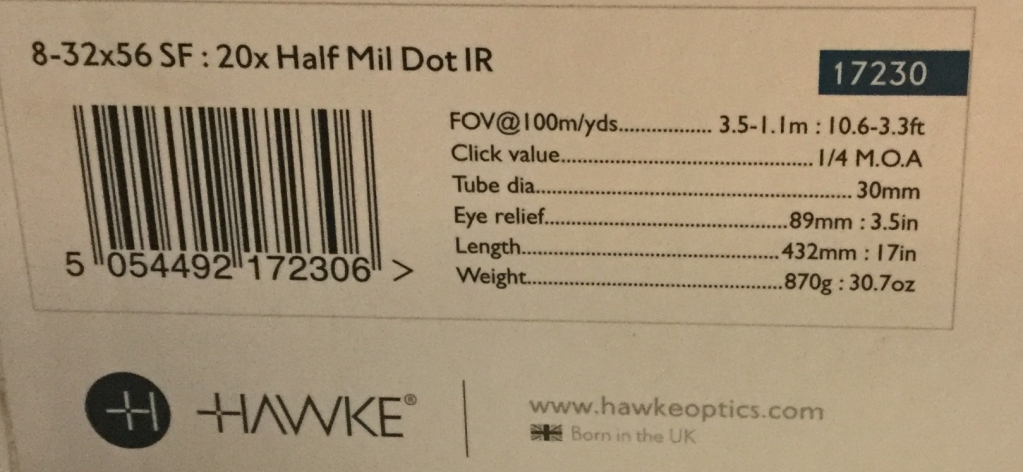 8-32x56 SF : 20x Half Mil Dot IR
17230
FOV@100m/yds................. 3.5-1.1m : 10.6-3.3ft
Click value.............................................. 1/4 M.O.A
Tube dia.......................................................... 30mm
Eye relief............................................89mm : 3.5in
Length..............................................432mm : 17in
Weight..............................................870g : 30.7oz
5 054492 172306 >
H HAWKE®
www.hawkeoptics.com
Born in the UK